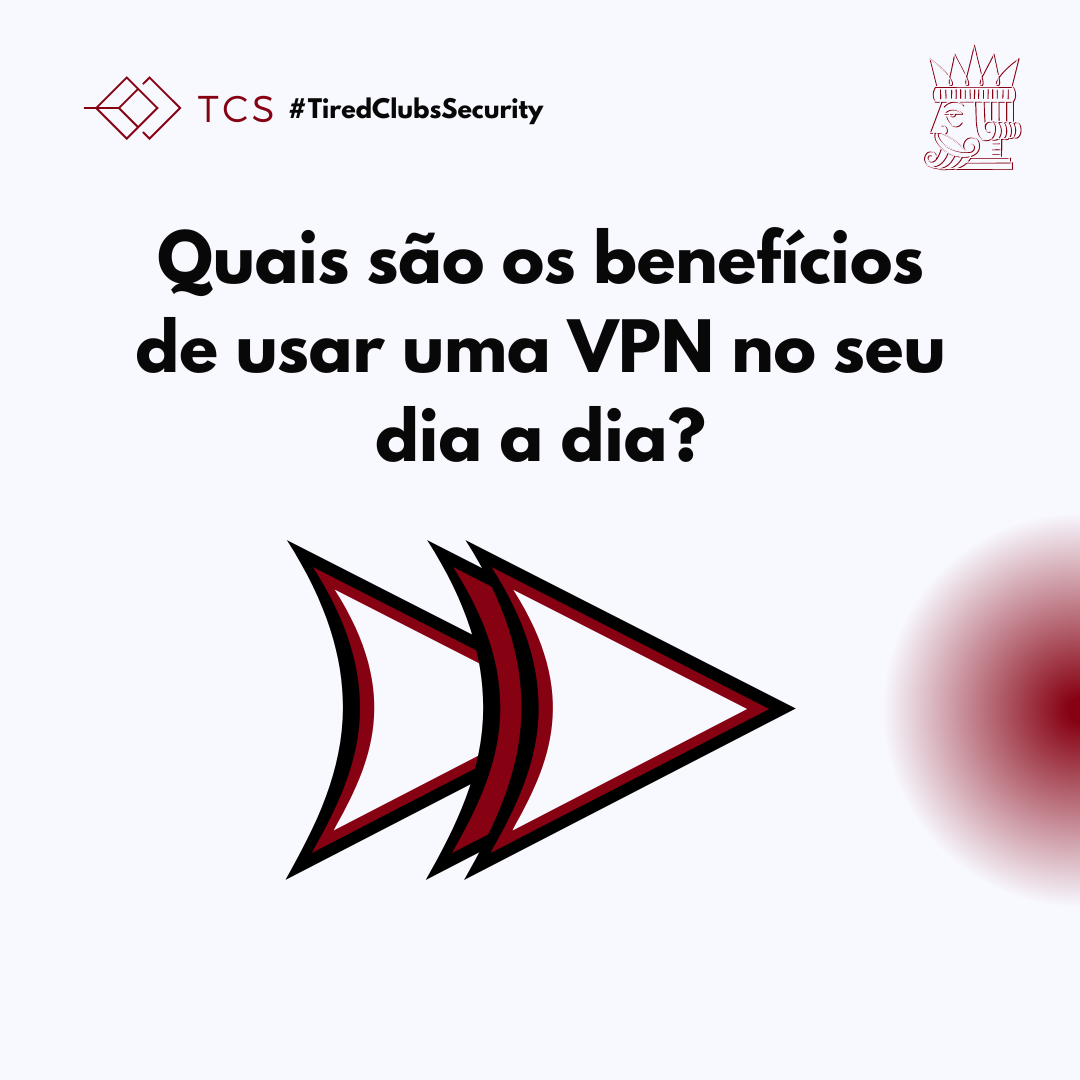 TCS #TiredClubsSecurity
Quais são os benefícios
de usar uma VPN no seu
dia a dia?